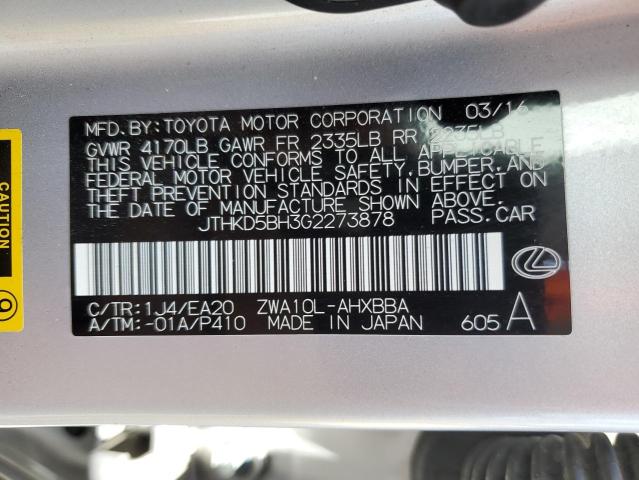 MFD.BY:TOYOTA MOTOR CORPORATION 03/16
GVWR 4170LB GAWR FR 2335LB RR 2235LB
THIS VEHICLE CONFORMS TO ALL APPLICABLE
FEDERAL MOTOR VEHICLE SAFETY,BUMPER,AND
THEFT PREVENTION STANDARDS IN EFFECT ON
THE DATE OF MANUFACTURE SHOWN ABOVE.
JTHKD5BH3G2273878 PASS.CAR
C/TR:1J4/EA20 ZWA10L-AHXBBA
A/TM:-01A/P410 MADE IN JAPAN 605 A
CAUTION